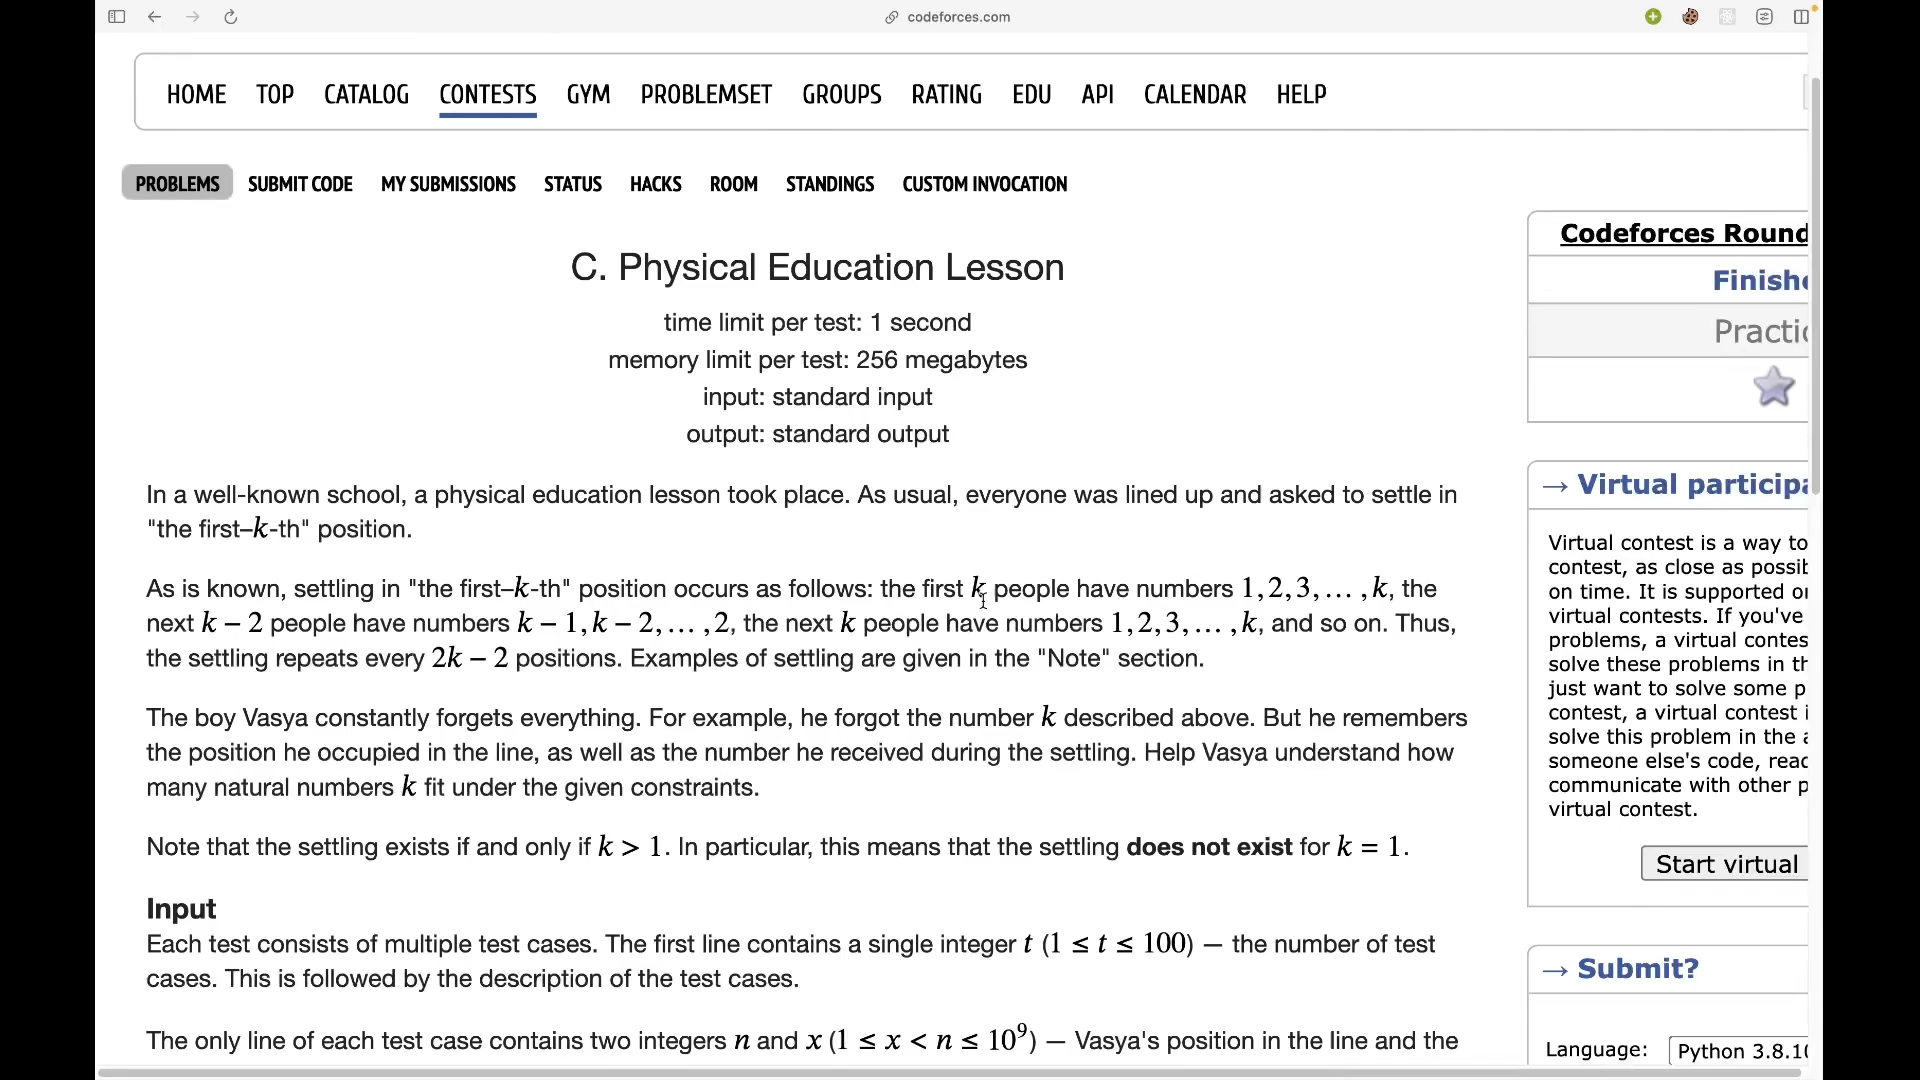 codeforces.com
HOME TOP CATALOG CONTESTS GYM PROBLEMSET GROUPS RATING EDU API CALENDAR HELP
PROBLEMS SUBMIT CODE MY SUBMISSIONS STATUS HACKS ROOM STANDINGS CUSTOM INVOCATION
C. Physical Education Lesson
time limit per test: 1 second
memory limit per test: 256 megabytes
input: standard input
output: standard output
In a well-known school, a physical education lesson took place. As usual, everyone was lined up and asked to settle in
"the first–k-th" position.
As is known, settling in "the first–k-th" position occurs as follows: the first k people have numbers 1, 2, 3, … , k, the
next k − 2 people have numbers k − 1, k − 2, … , 2, the next k people have numbers 1, 2, 3, … , k, and so on. Thus,
the settling repeats every 2k − 2 positions. Examples of settling are given in the "Note" section.
The boy Vasya constantly forgets everything. For example, he forgot the number k described above. But he remembers
the position he occupied in the line, as well as the number he received during the settling. Help Vasya understand how
many natural numbers k fit under the given constraints.
Note that the settling exists if and only if k > 1. In particular, this means that the settling does not exist for k = 1.
Input
Each test consists of multiple test cases. The first line contains a single integer t (1 ≤ t ≤ 100) — the number of test
cases. This is followed by the description of the test cases.
The only line of each test case contains two integers n and x (1 ≤ x < n ≤ 10⁹) — Vasya's position in the line and the
Codeforces Round
Finishe
Practic
→ Virtual participa
Virtual contest is a way to
contest, as close as possib
on time. It is supported o
virtual contests. If you've
problems, a virtual contes
solve these problems in th
just want to solve some p
contest, a virtual contest i
solve this problem in the a
someone else's code, read
communicate with other p
virtual contest.
Start virtual
→ Submit?
Language: Python 3.8.10